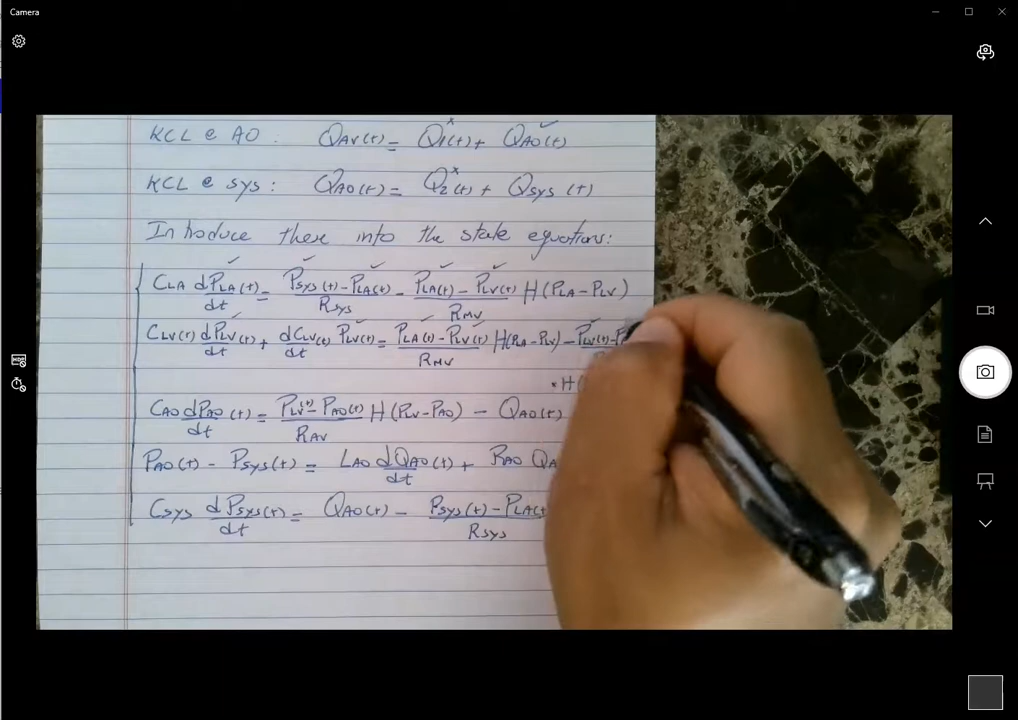 Camera
KCL @ AO: QAV(t) = Q1(t) + QAO(t)
KCL @ sys: QAO(t) = Q2(t) + QSYS(t)
Introduce these into the state equations:
CLA dPLA(t)/dt = (PSYS(t) - PLA(t))/RSYS - (PLA(t) - PLV(t))/RMV H(PLA - PLV)
CLV(t) dPLV(t)/dt + dCLV(t)/dt PLV(t) = (PLA(t) - PLV(t))/RMV H(PLA - PLV) - PLV(t) - P
* H(
CAO dPAO(t)/dt = (PLV(t) - PAO(t))/RAV H(PLV - PAO) - QAO(t)
PAO(t) - PSYS(t) = LAO dQAO(t)/dt + RAO QA
CSYS dPSYS(t)/dt = QAO(t) - (PSYS(t) - PLA(t)/RSYS